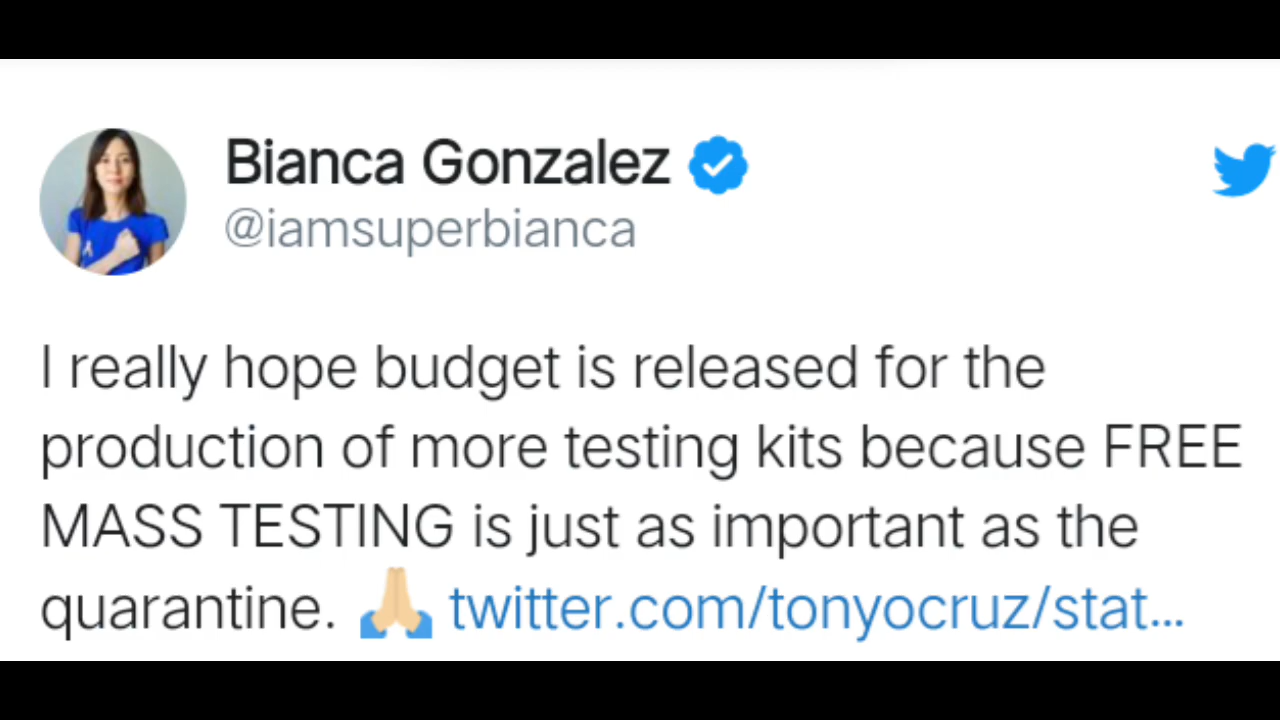 Bianca Gonzalez
@iamsuperbianca
I really hope budget is released for the
production of more testing kits because FREE
MASS TESTING is just as important as the
quarantine. 🙏🏼 twitter.com/tonyocruz/stat...